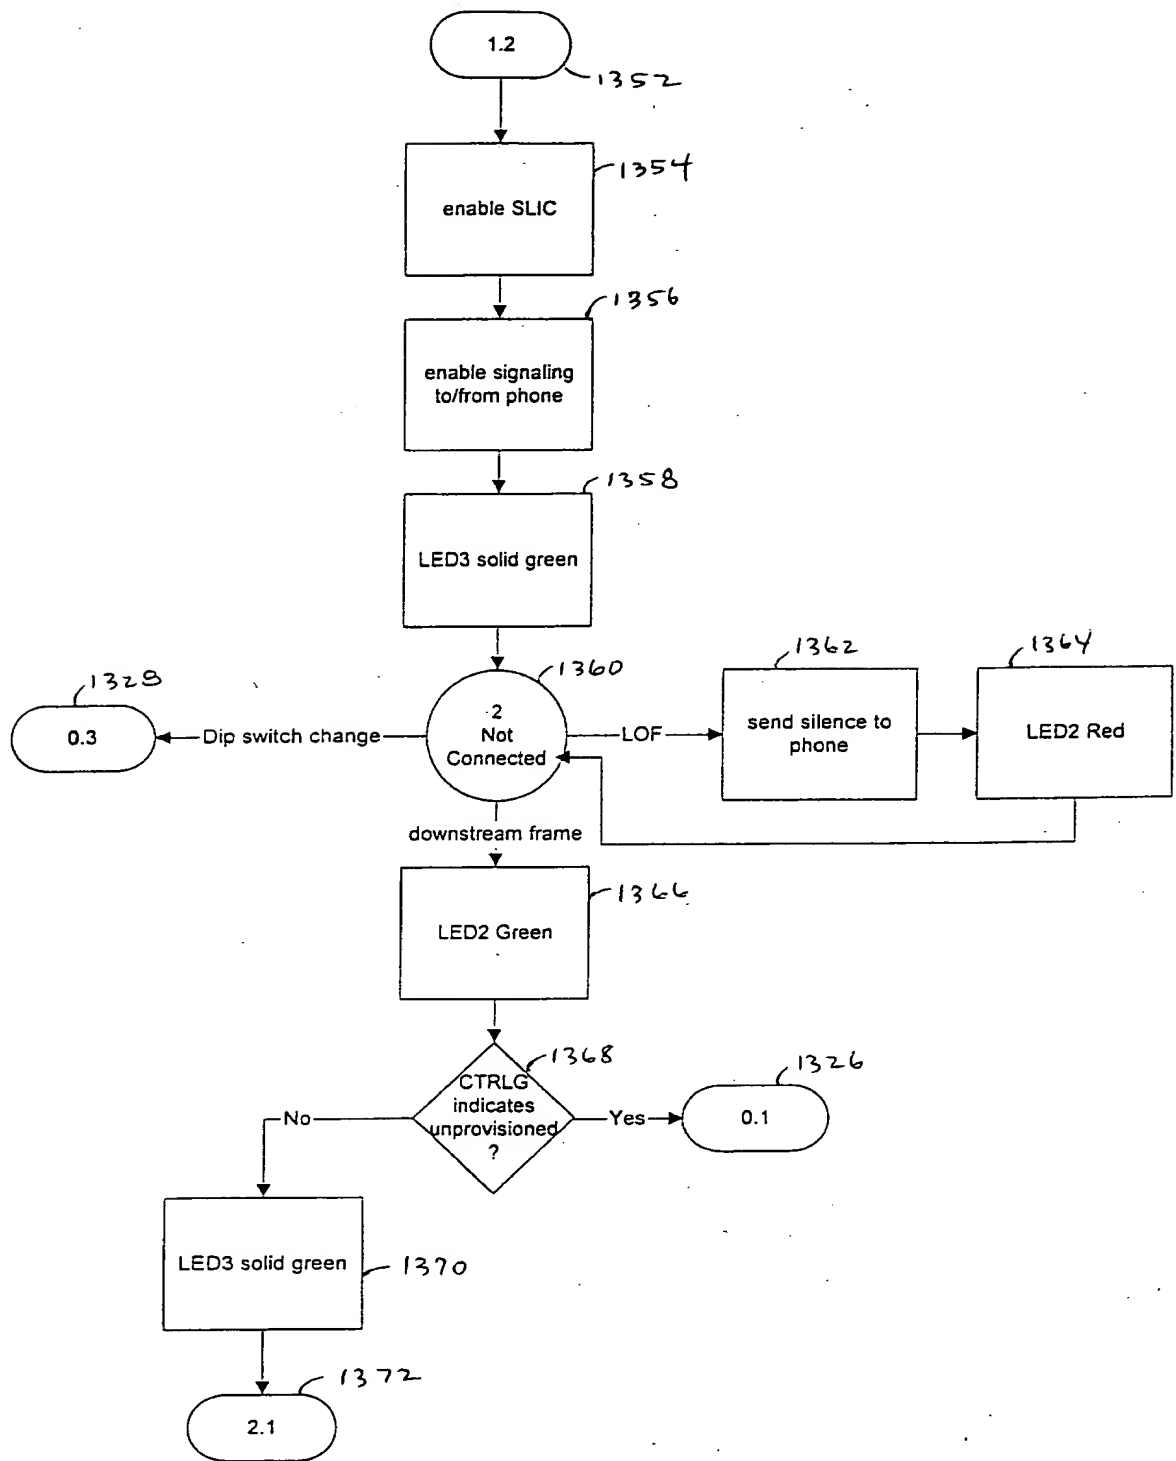 1.2
1352
1354
enable SLIC
1356
enable signaling
to/from phone
1358
LED3 solid green
1360
1362
1364
1328
0.3
Dip switch change
2
Not
Connected
LOF
send silence to
phone
LED2 Red
downstream frame
1366
LED2 Green
1368
1326
CTRLG
indicates
unprovisioned
?
No
Yes
0.1
LED3 solid green
1370
1372
2.1